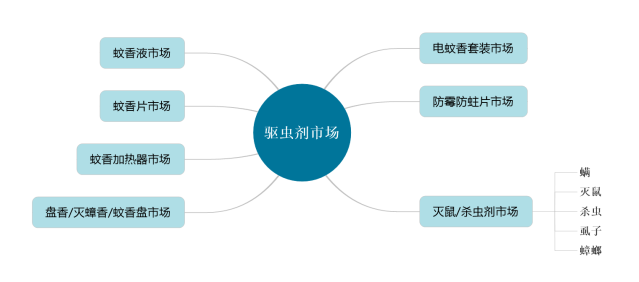 蚊香液市场
蚊香片市场
蚊香加热器市场
盘香/灭蟑香/蚊香盘市场
驱虫剂市场
电蚊香套装市场
防霉防蛀片市场
灭鼠/杀虫剂市场
螨
灭鼠
杀虫
虱子
蟑螂